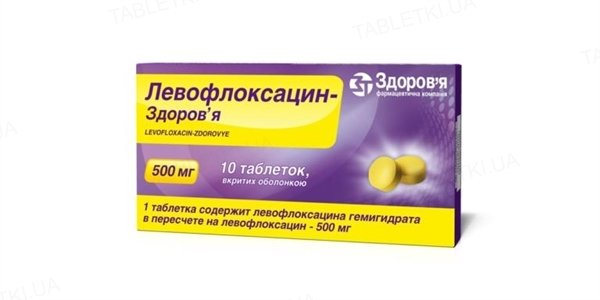 TABLETKI.UA
Левофлоксацин-
Здоров'я
LEVOFLOXACIN-ZDOROVYE
ЗТ Здоров'я
фармацевтична компанія
500 мг
10 таблеток,
вкритих оболонкою
1 таблетка содержит левофлоксацина гемигидрата
в пересчете на левофлоксацин - 500 мг